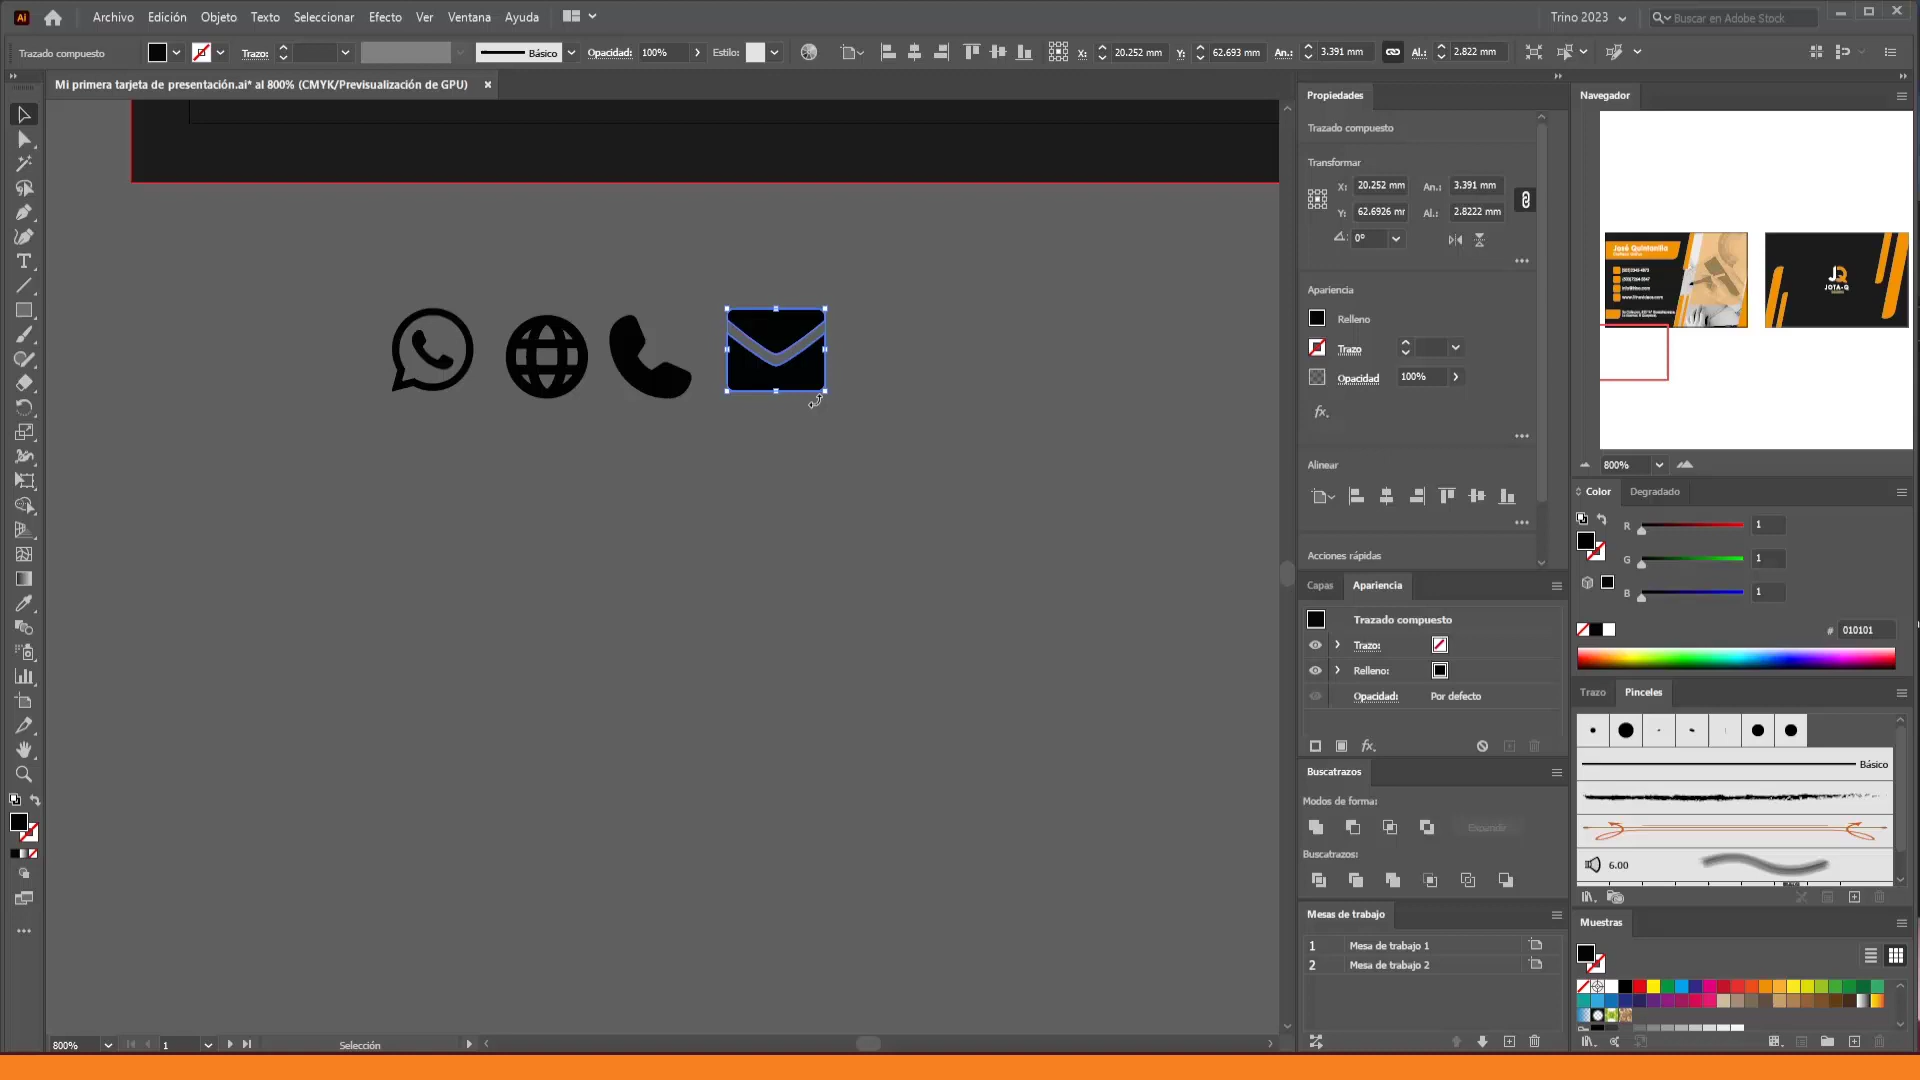 Ai Archivo Edición Objeto Texto Seleccionar Efecto Ver Ventana Ayuda Trino 2023 Buscar en Adobe Stock
Trazado compuesto Trazo: Básico Opacidad: 100% Estilo: X: 20.252 mm Y: 62.693 mm An.: 3.391 mm Al.: 2.822 mm
Mi primera tarjeta de presentación.ai* al 800% (CMYK/Previsualización de GPU)
Propiedades
Trazado compuesto
Transformar
X: 20.252 mm An.: 3.391 mm
Y: 62.6926 mr Al.: 2.8222 mm
0°
Apariencia
Relleno
Trazo
Opacidad 100%
fx.
Alinear
Acciones rápidas
Capas Apariencia
Trazado compuesto
Trazo:
Relleno:
Opacidad: Por defecto
fx.
Buscatrazos
Modos de forma:
Expandir
Buscatrazos:
Mesas de trabajo
1 Mesa de trabajo 1
2 Mesa de trabajo 2
Navegador
José Quintanilla
JQ
JOTA-Q
800%
Color Degradado
R 1
G 1
B 1
# 010101
Trazo Pinceles
Básico
6.00
Muestras
800% 1 Selección